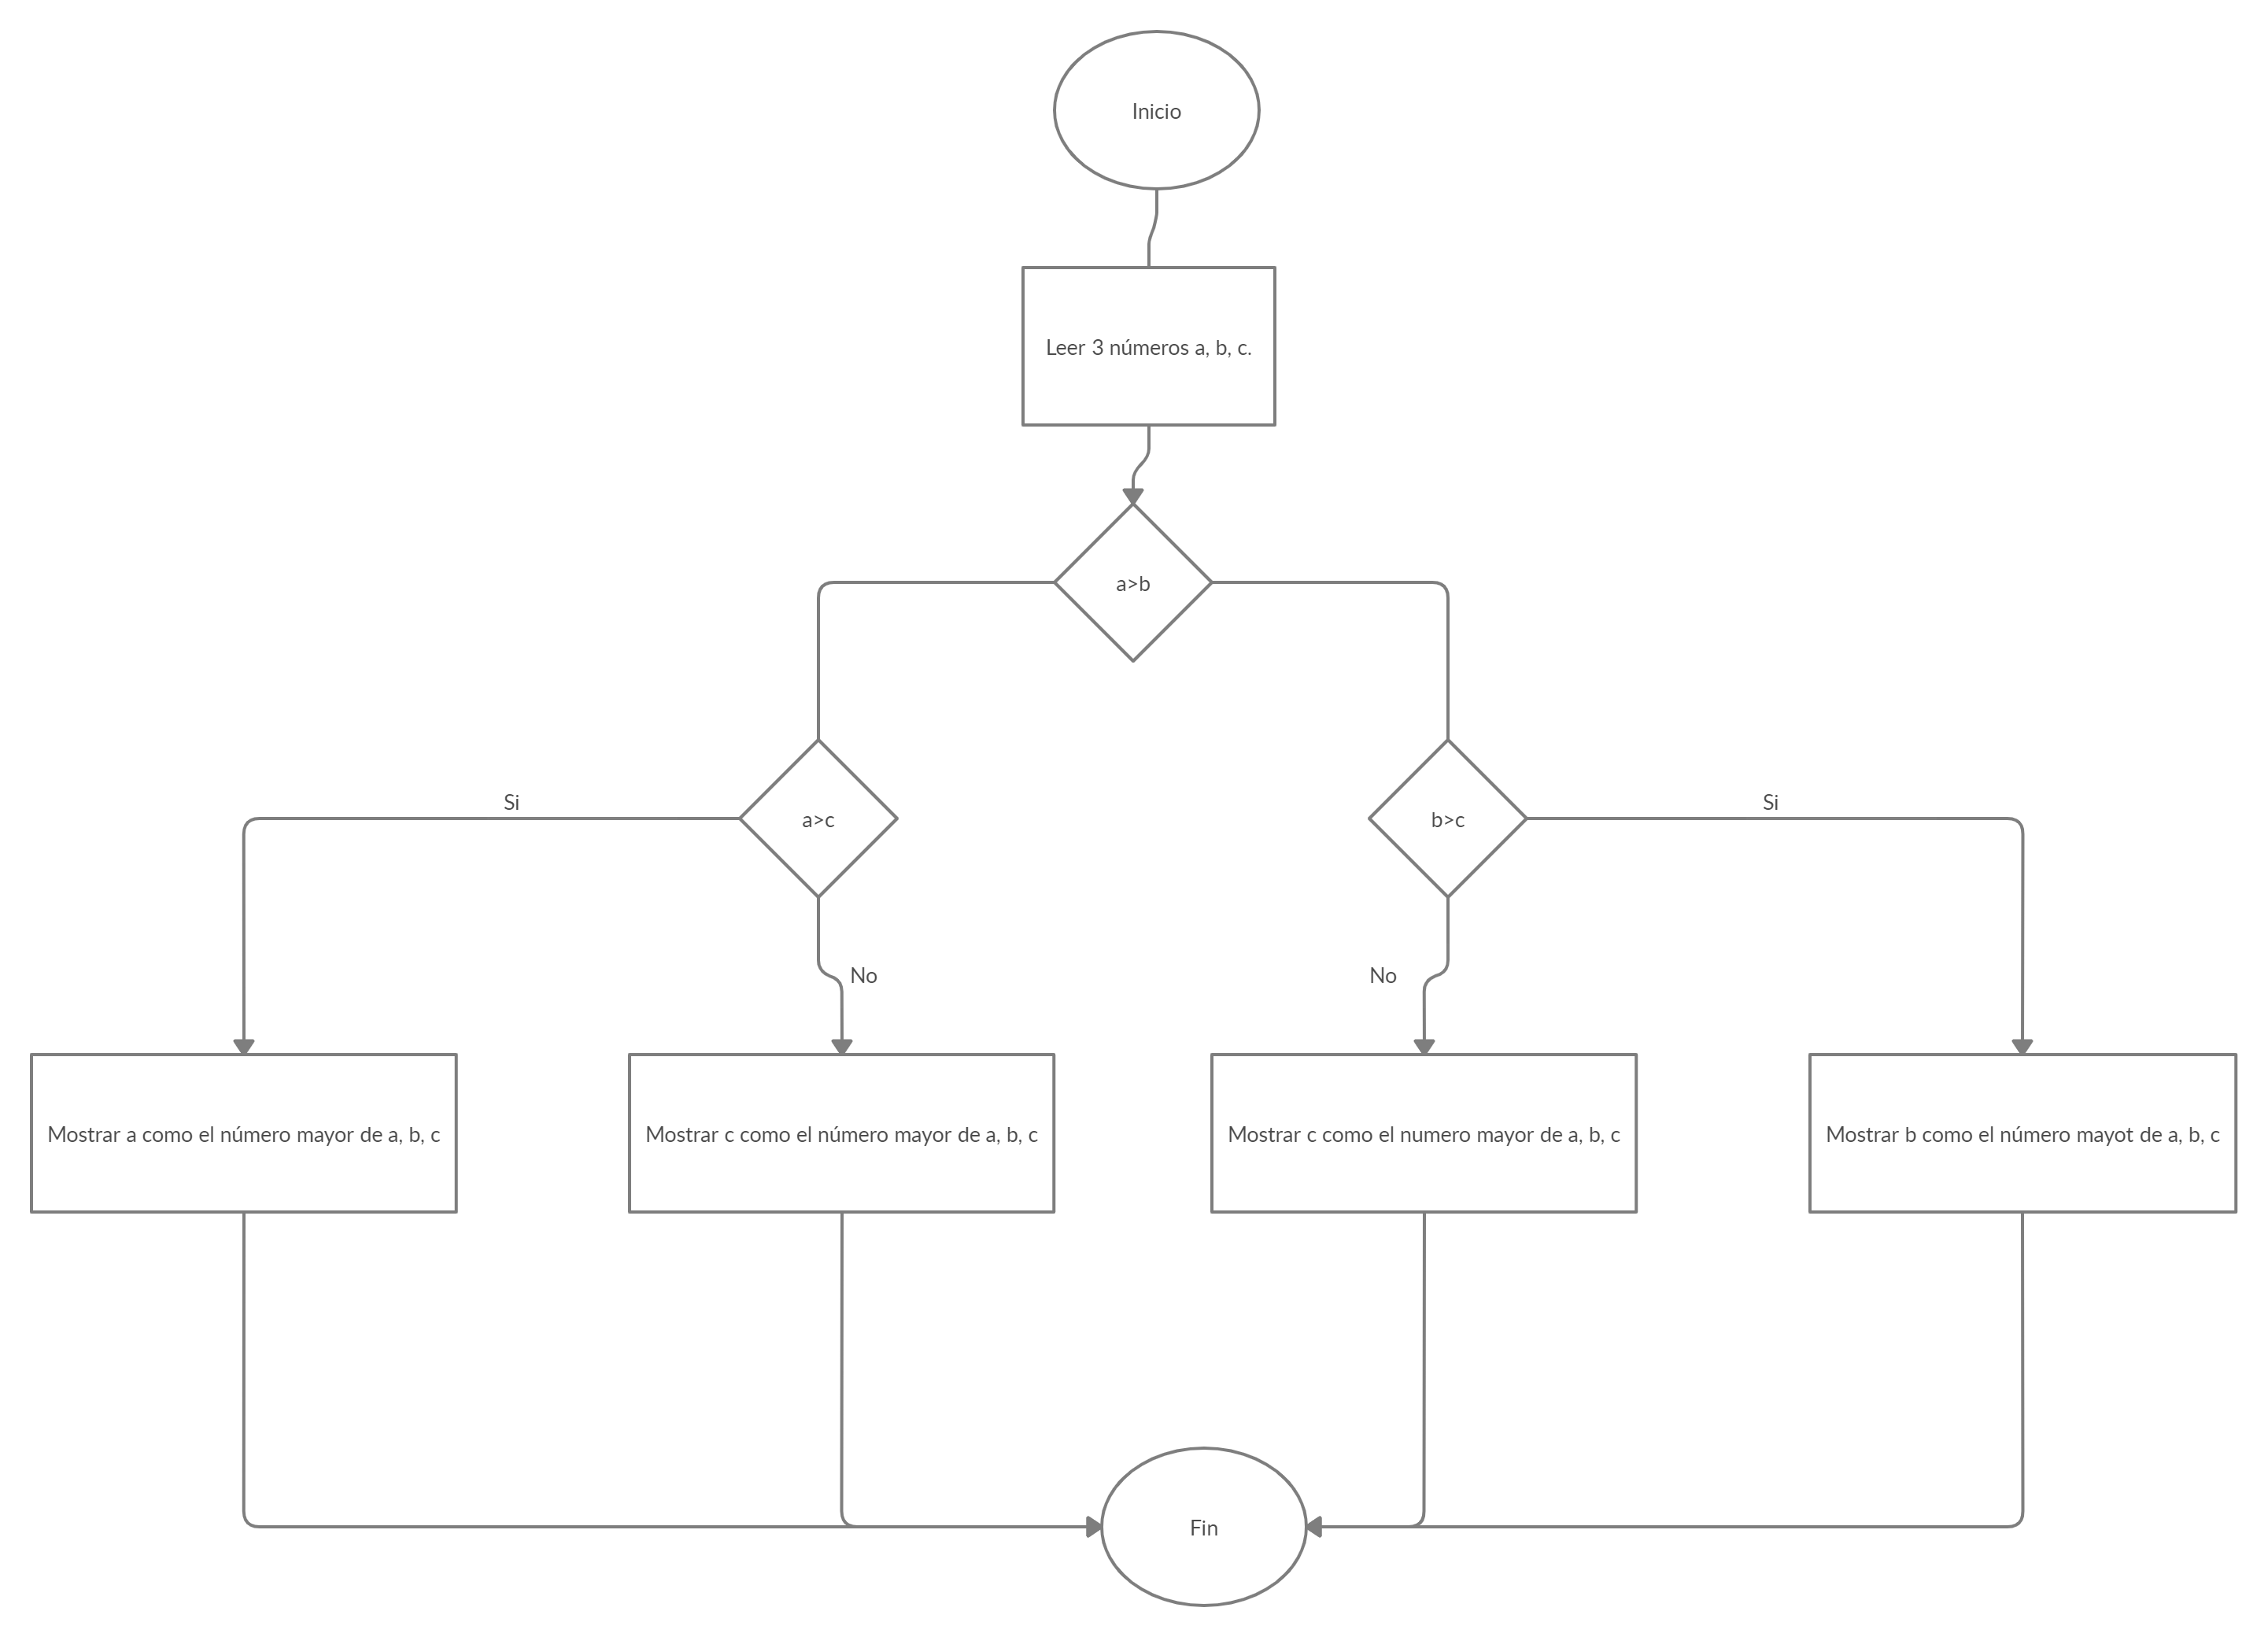 Inicio
Leer 3 números a, b, c.
a>b
a>c
b>c
Si
Si
No
No
Mostrar a como el número mayor de a, b, c
Mostrar c como el número mayor de a, b, c
Mostrar c como el numero mayor de a, b, c
Mostrar b como el número mayot de a, b, c
Fin